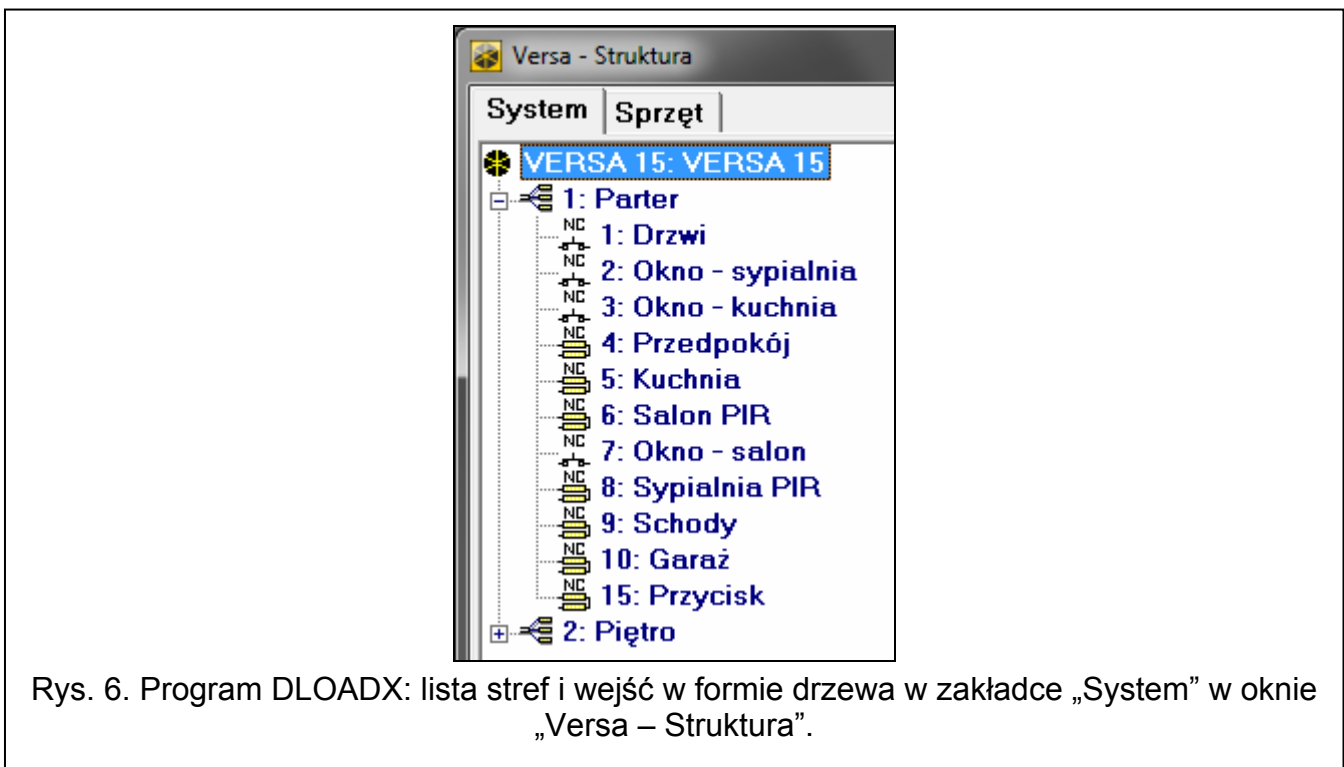 Versa - Struktura
System Sprzęt
VERSA 15: VERSA 15
1: Parter
NC 1: Drzwi
NC 2: Okno - sypialnia
NC 3: Okno - kuchnia
NC 4: Przedpokój
NC 5: Kuchnia
NC 6: Salon PIR
NC 7: Okno - salon
NC 8: Sypialnia PIR
NC 9: Schody
NC 10: Garaż
NC 15: Przycisk
2: Piętro
Rys. 6. Program DLOADX: lista stref i wejść w formie drzewa w zakładce „System” w oknie
„Versa – Struktura”.